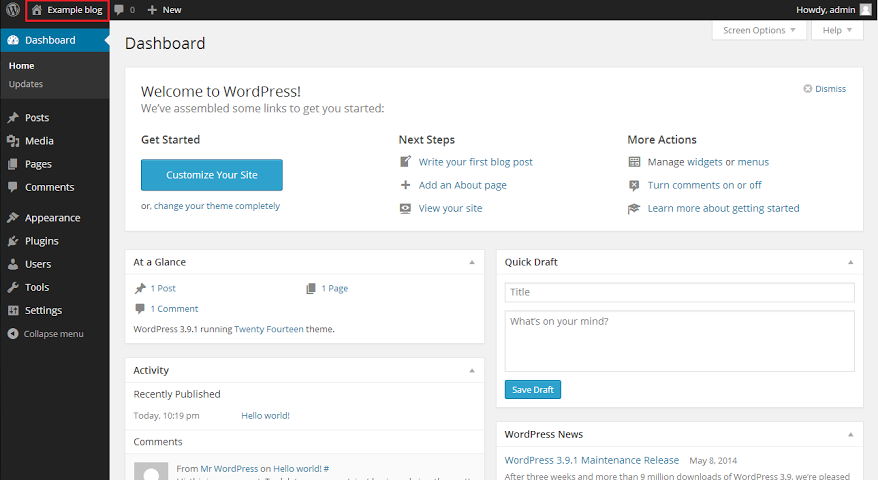 Example blog 0 New Howdy, admin
Dashboard
Home
Updates
Posts
Media
Pages
Comments
Appearance
Plugins
Users
Tools
Settings
Collapse menu
Screen Options Help
Dashboard
Welcome to WordPress!
We've assembled some links to get you started:
Dismiss
Get Started
Customize Your Site
or, change your theme completely
Next Steps
Write your first blog post
Add an About page
View your site
More Actions
Manage widgets or menus
Turn comments on or off
Learn more about getting started
At a Glance
1 Post 1 Page
1 Comment
WordPress 3.9.1 running Twenty Fourteen theme.
Activity
Recently Published
Today, 10:19 pm Hello world!
Comments
From Mr WordPress on Hello world! #
Quick Draft
Title
What's on your mind?
Save Draft
WordPress News
WordPress 3.9.1 Maintenance Release May 8, 2014
After three weeks and more than 9 million downloads of WordPress 3.9, we're pleased